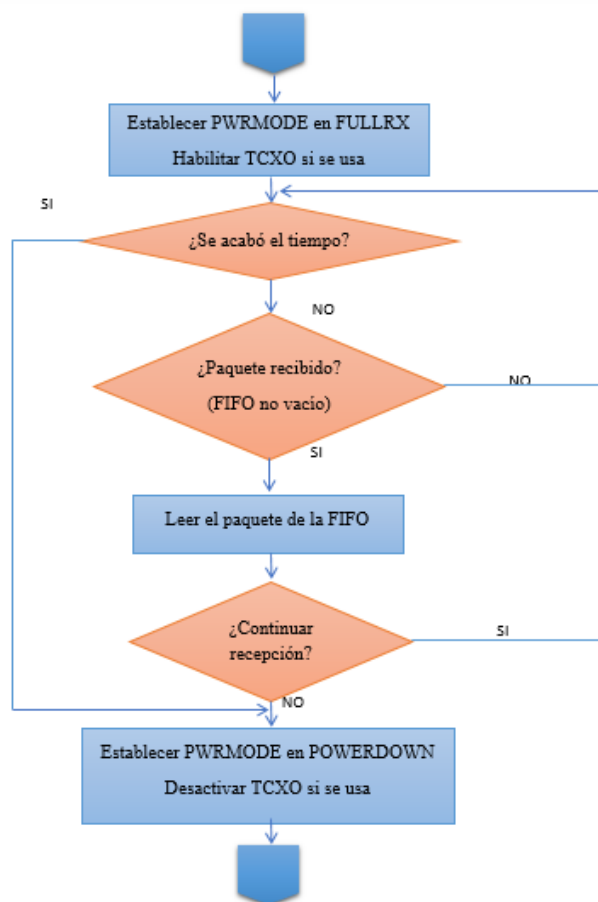 Establecer PWRMODE en FULLRX
Habilitar TCXO si se usa
SI
¿Se acabó el tiempo?
NO
¿Paquete recibido?
(FIFO no vacío)
NO
SI
Leer el paquete de la FIFO
¿Continuar
recepción?
SI
NO
Establecer PWRMODE en POWERDOWN
Desactivar TCXO si se usa